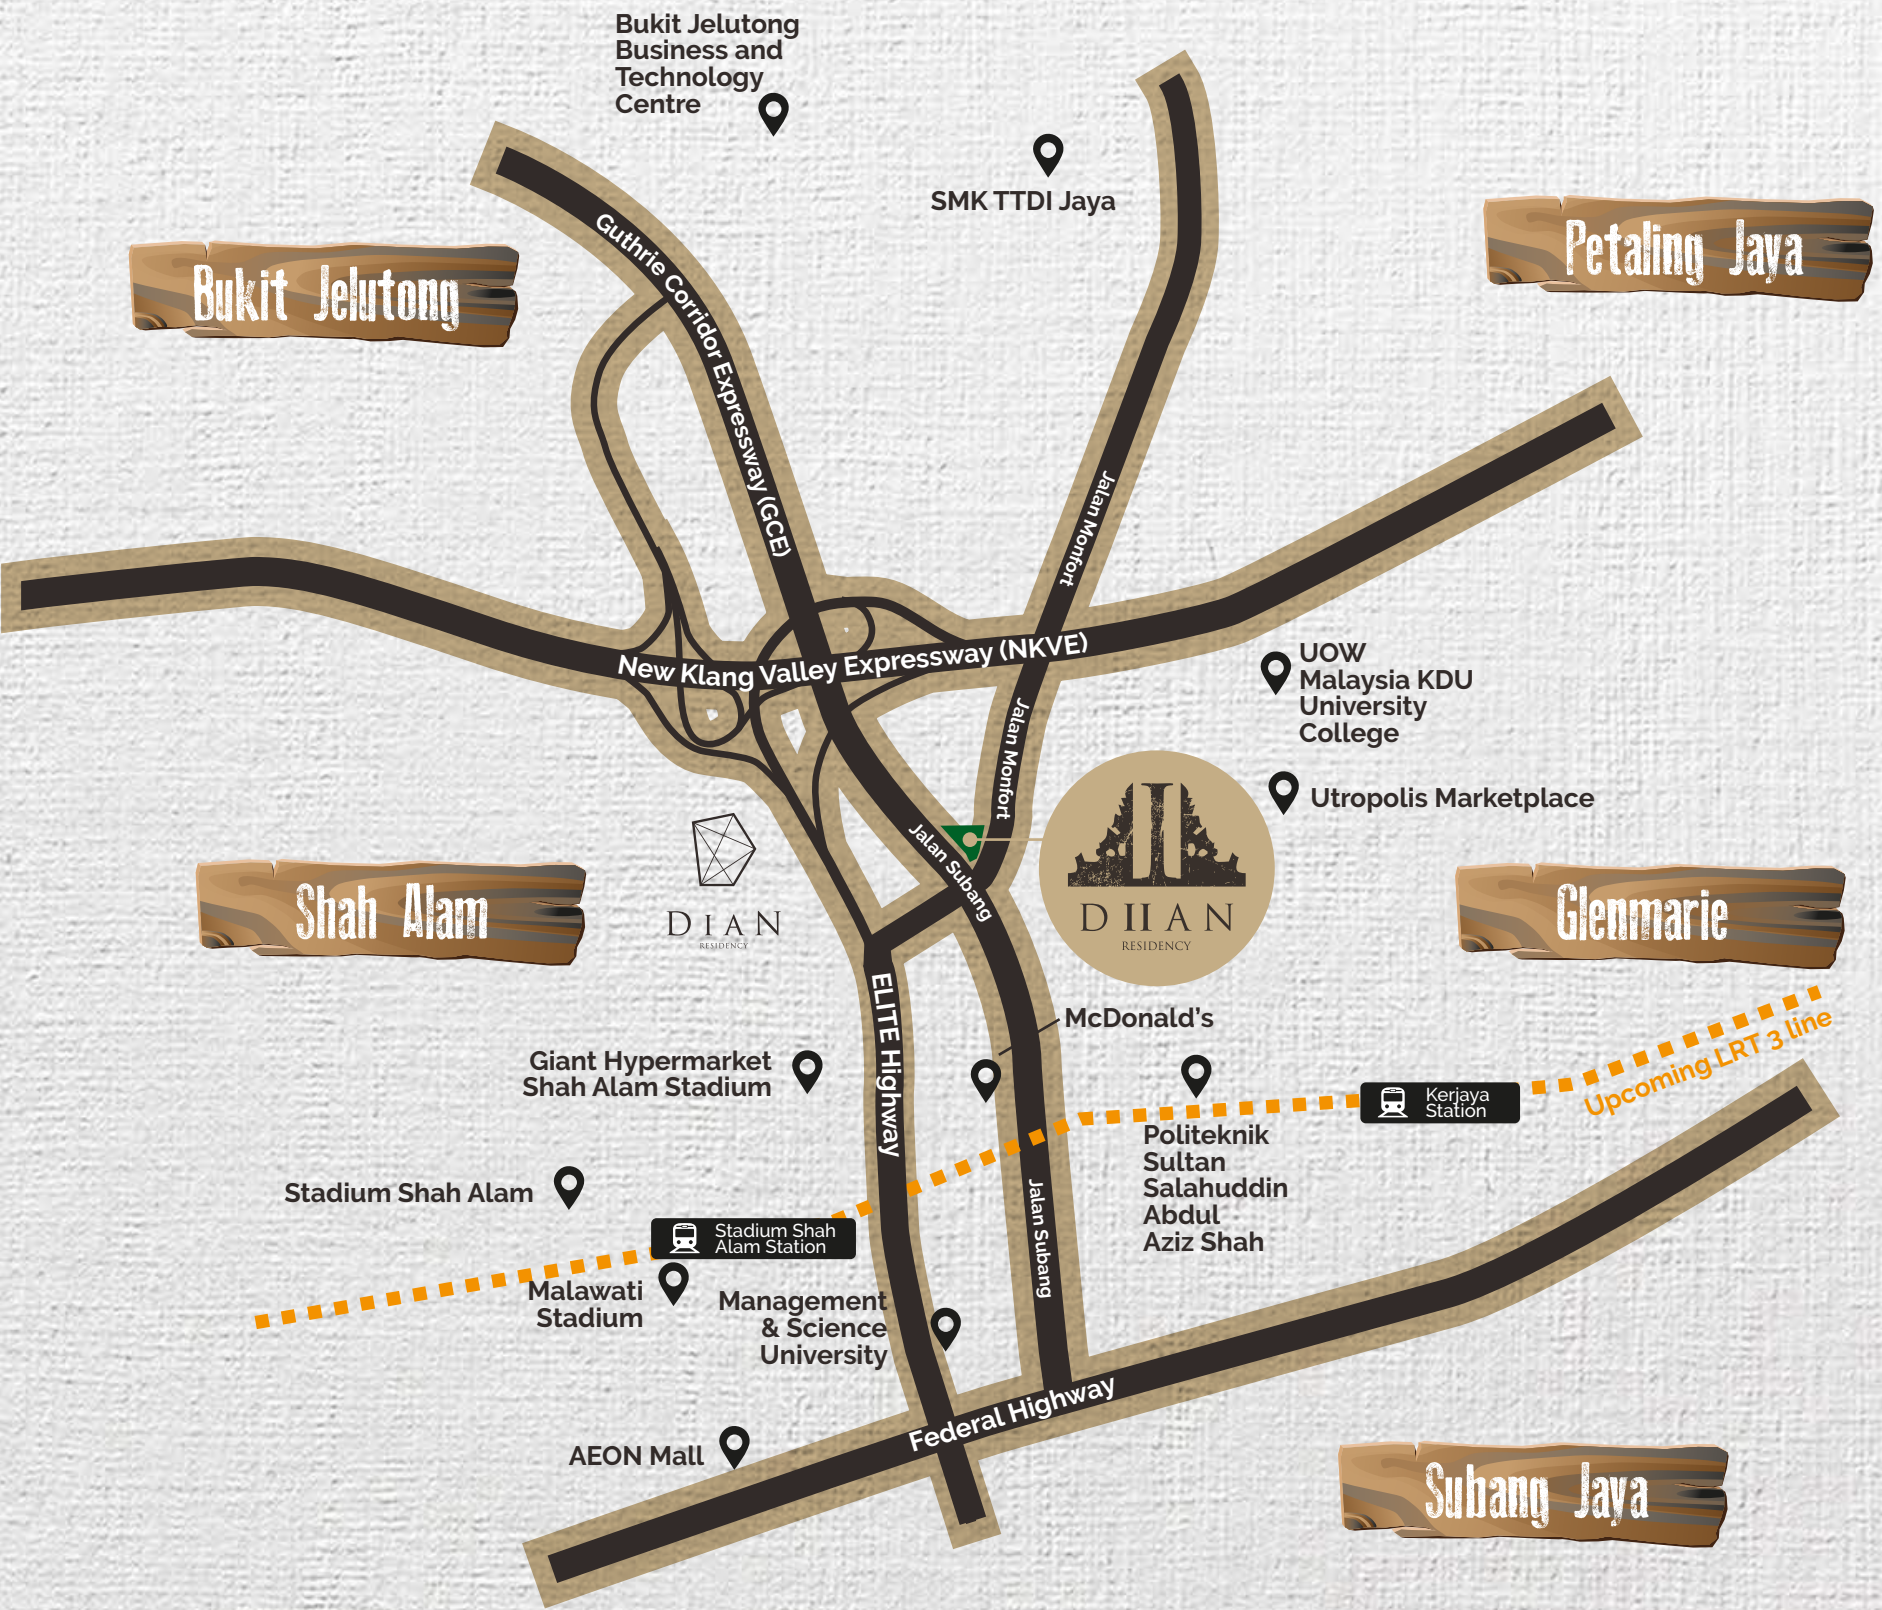 Bukit Jelutong
Business and
Technology
Centre
SMK TTDI Jaya
Petaling Jaya
Bukit Jelutong
Guthrie Corridor Expressway (GCE)
Jalan Monfort
New Klang Valley Expressway (NKVE)
UOW
Malaysia KDU
University
College
Jalan Monfort
Utropolis Marketplace
Jalan Subang
DIAN
RESIDENCY
DIIAN
RESIDENCY
Shah Alam
Glenmarie
ELITE Highway
McDonald's
Upcoming LRT 3 line
Giant Hypermarket
Shah Alam Stadium
Kerjaya
Station
Politeknik
Sultan
Salahuddin
Abdul
Aziz Shah
Stadium Shah Alam
Jalan Subang
Stadium Shah
Alam Station
Malawati
Stadium
Management
& Science
University
Federal Highway
AEON Mall
Subang Jaya